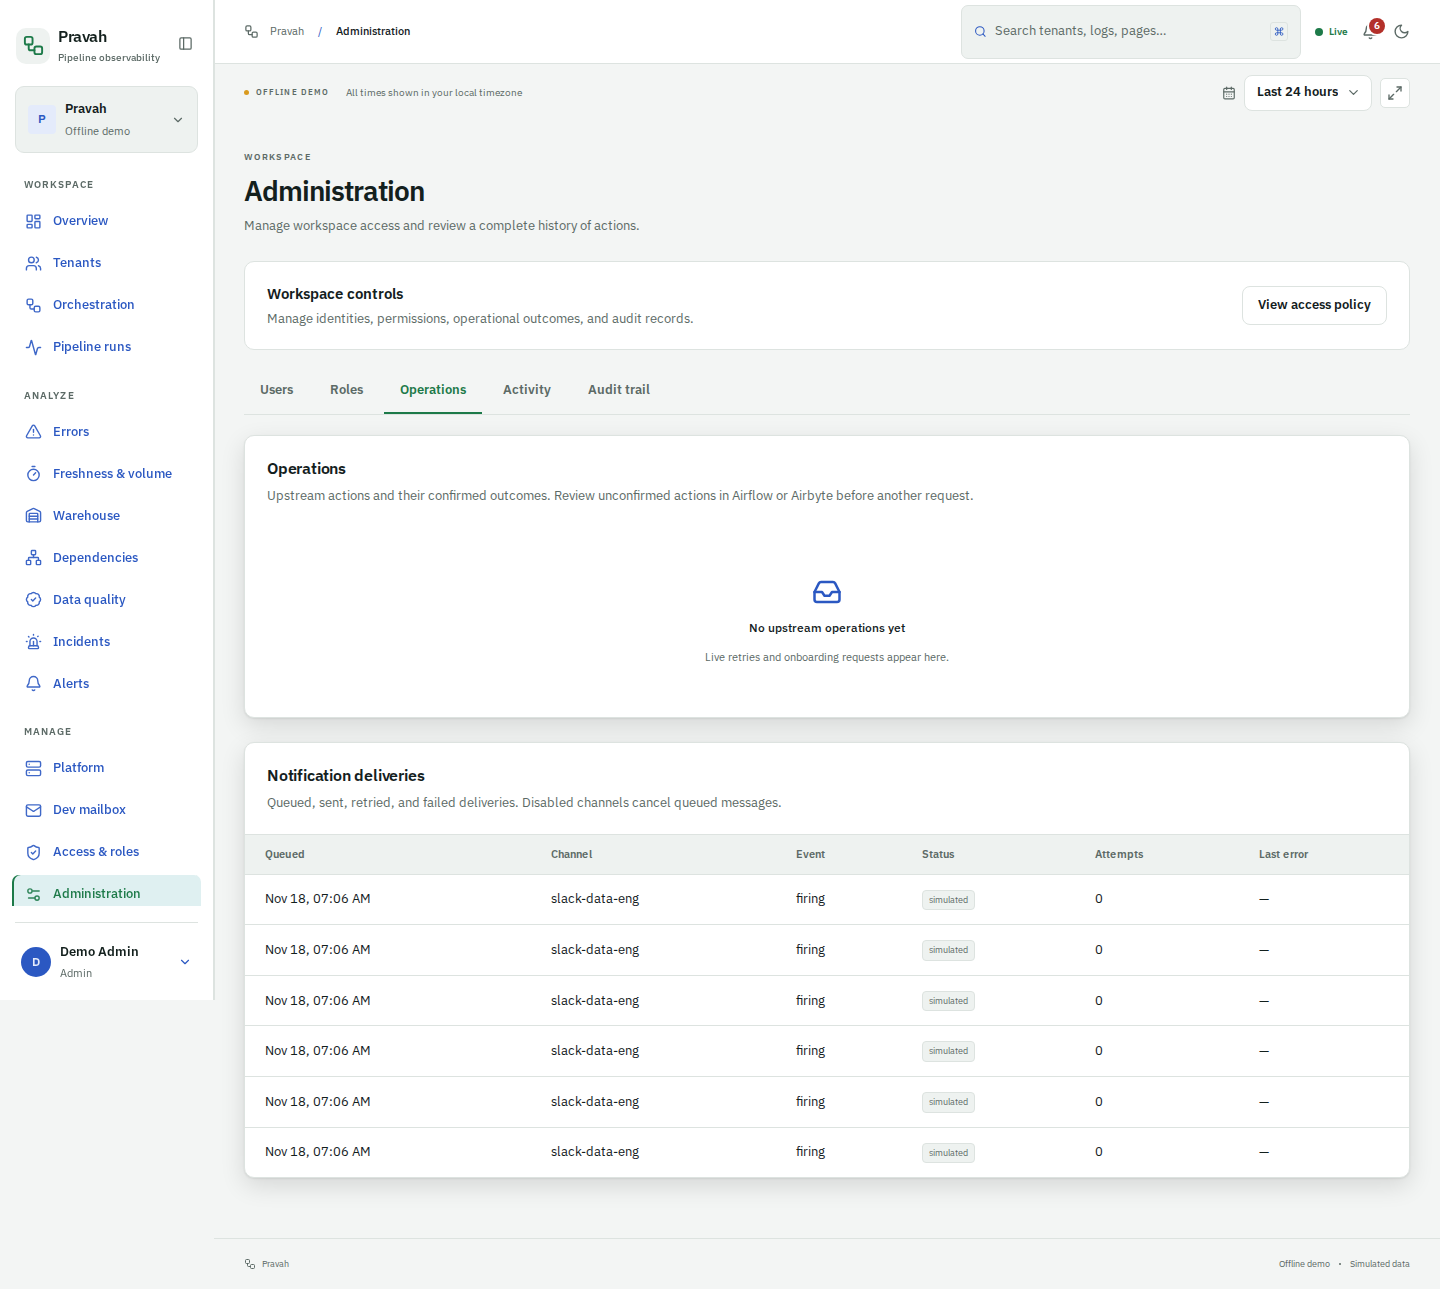 Pravah
Pipeline observability
P
Pravah
Offline demo
WORKSPACE
Overview
Tenants
Orchestration
Pipeline runs
ANALYZE
Errors
Freshness & volume
Warehouse
Dependencies
Data quality
Incidents
Alerts
MANAGE
Platform
Dev mailbox
Access & roles
Administration
D
Demo Admin
Admin
Pravah / Administration
Search tenants, logs, pages...
⌘
Live
6
OFFLINE DEMO All times shown in your local timezone
Last 24 hours
WORKSPACE
Administration
Manage workspace access and review a complete history of actions.
Workspace controls
Manage identities, permissions, operational outcomes, and audit records.
View access policy
Users Roles Operations Activity Audit trail
Operations
Upstream actions and their confirmed outcomes. Review unconfirmed actions in Airflow or Airbyte before another request.
No upstream operations yet
Live retries and onboarding requests appear here.
Notification deliveries
Queued, sent, retried, and failed deliveries. Disabled channels cancel queued messages.
Queued Channel Event Status Attempts Last error
Nov 18, 07:06 AM slack-data-eng firing simulated 0 —
Nov 18, 07:06 AM slack-data-eng firing simulated 0 —
Nov 18, 07:06 AM slack-data-eng firing simulated 0 —
Nov 18, 07:06 AM slack-data-eng firing simulated 0 —
Nov 18, 07:06 AM slack-data-eng firing simulated 0 —
Nov 18, 07:06 AM slack-data-eng firing simulated 0 —
Pravah
Offline demo • Simulated data